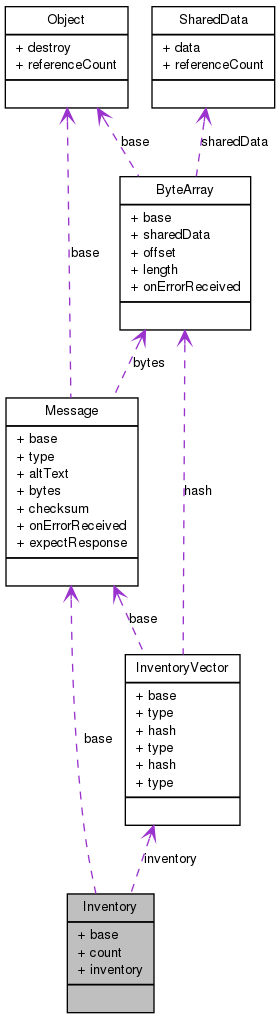 Object
+ destroy
+ referenceCount
SharedData
+ data
+ referenceCount
base
sharedData
ByteArray
+ base
+ sharedData
+ offset
+ length
+ onErrorReceived
base
bytes
Message
+ base
+ type
+ altText
+ bytes
+ checksum
+ onErrorReceived
+ expectResponse
hash
base
InventoryVector
+ base
+ type
+ hash
+ type
+ hash
+ type
base
inventory
Inventory
+ base
+ count
+ inventory